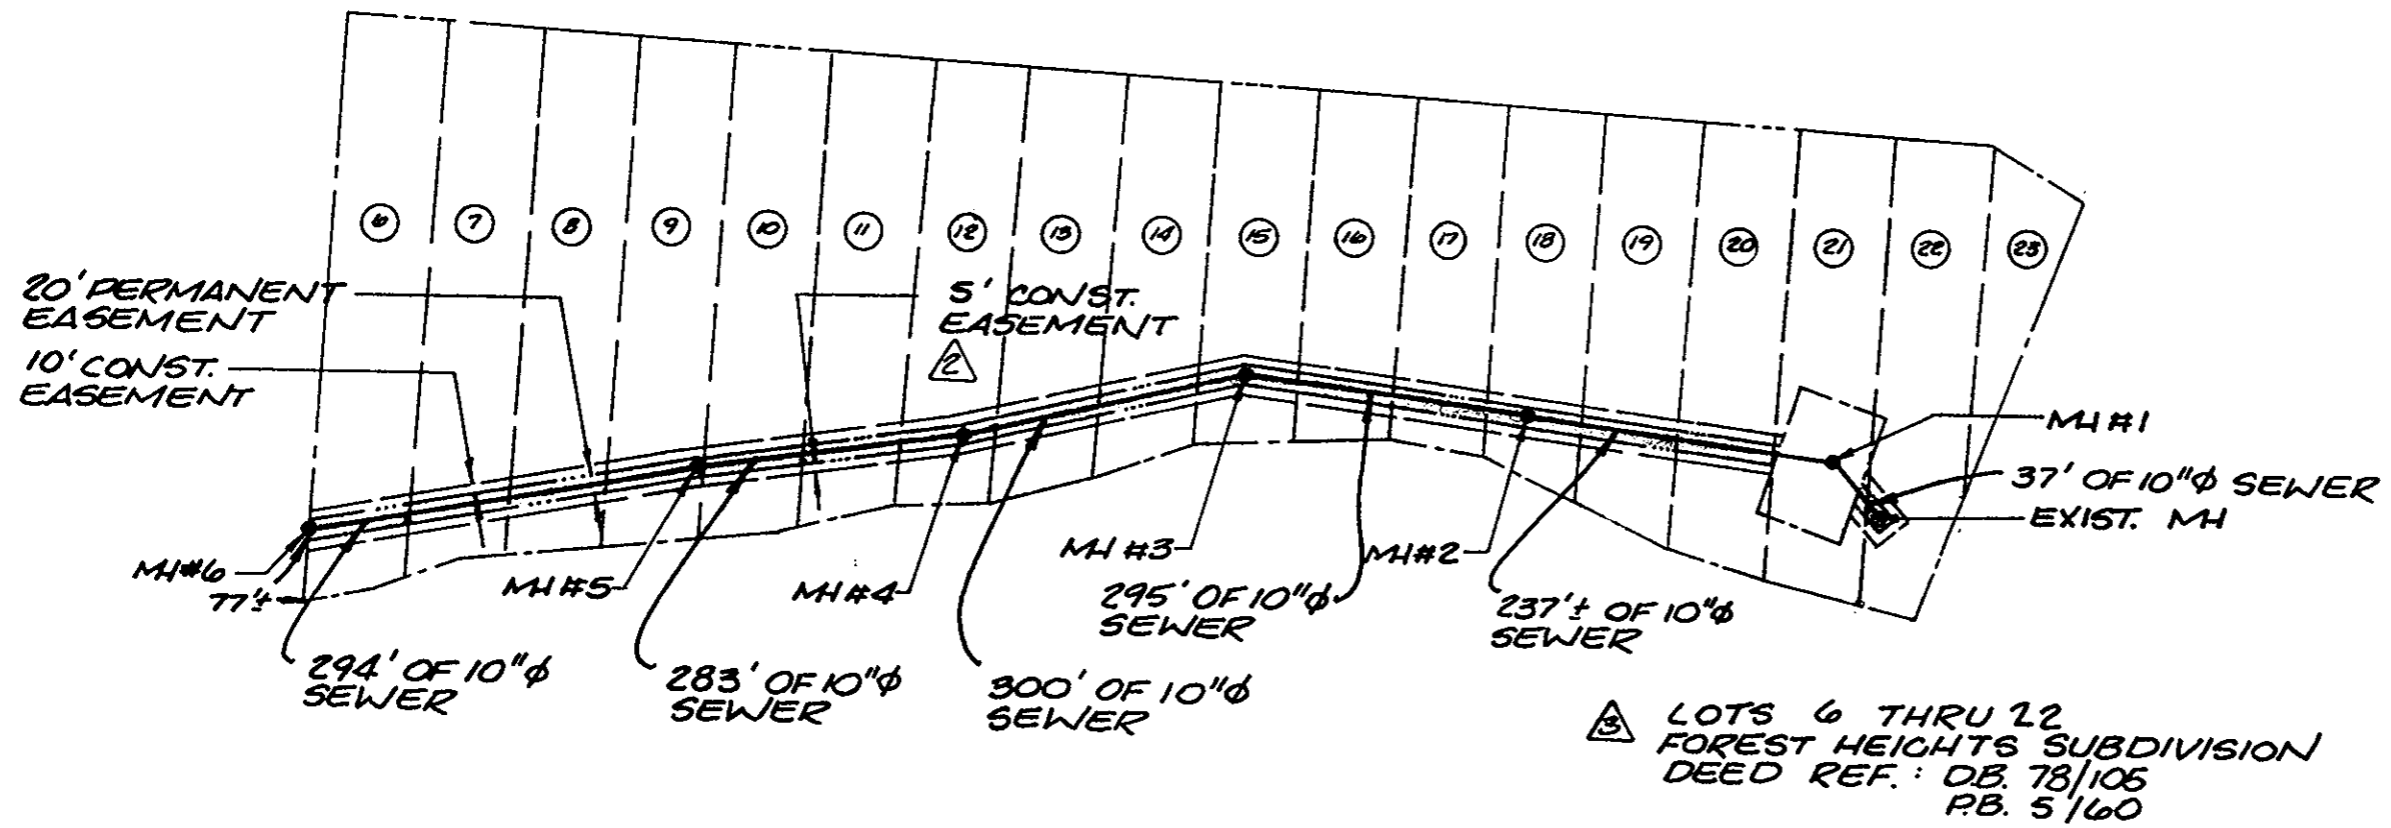 6 7 8 9 10 11 12 13 14 15 16 17 18 19 20 21 22 23
20' PERMANENT
EASEMENT
10' CONST.
EASEMENT
5' CONST.
EASEMENT
2
MH #1
37' OF 10"φ SEWER
EXIST. MH
MH#6
77'±
MH #5
MH #4
MH #3
MH#2
294' OF 10"φ
SEWER
283' OF 10"φ
SEWER
300' OF 10"φ
SEWER
295' OF 10"φ
SEWER
237'± OF 10"φ
SEWER
3
LOTS 6 THRU 22
FOREST HEIGHTS SUBDIVISION
DEED REF.: D.B. 78/105
P.B. 5/160